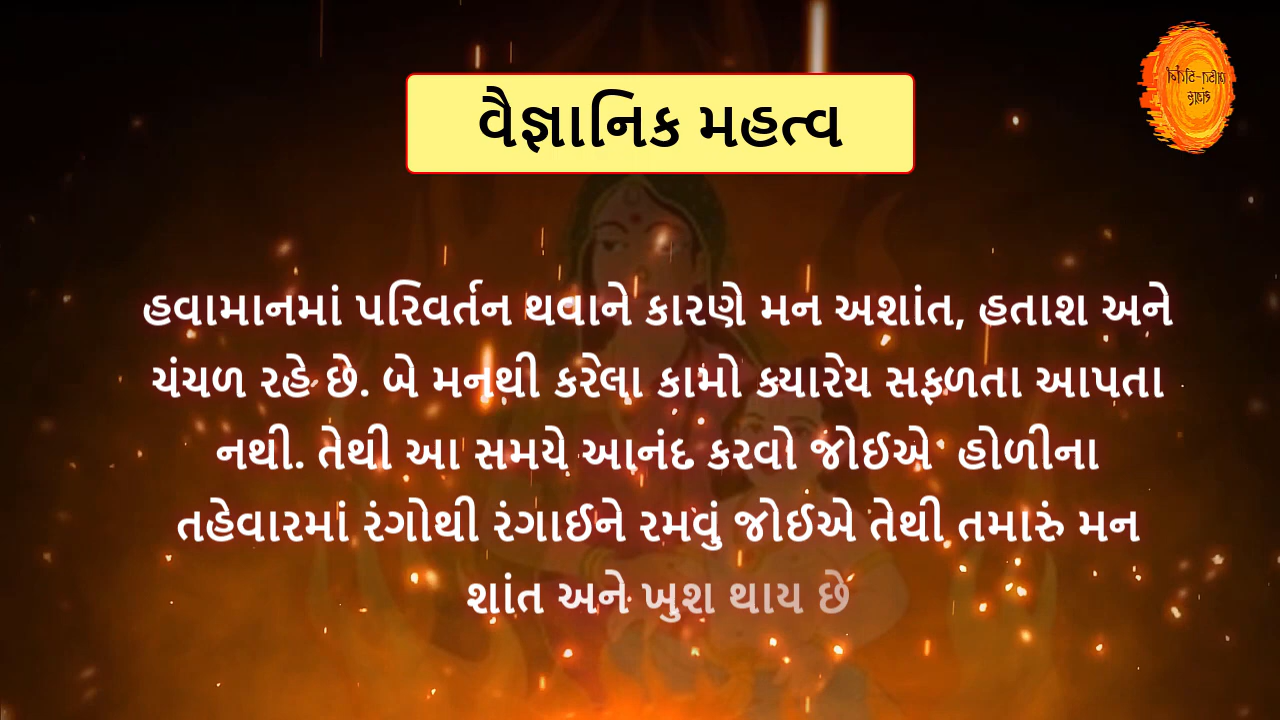 વૈજ્ઞાનિક મહત્વ
હવામાનમાં પરિવર્તન થવાને કારણે મન અશાંત, હતાશ અને
ચંચળ રહે છે. બે મનથી કરેલા કામો ક્યારેય સફળતા આપતા
નથી. તેથી આ સમયે આનંદ કરવો જોઈએ હોળીના
તહેવારમાં રંગોથી રંગાઈને રમવું જોઈએ તેથી તમારું મન
શાંત અને ખુશ થાય છે